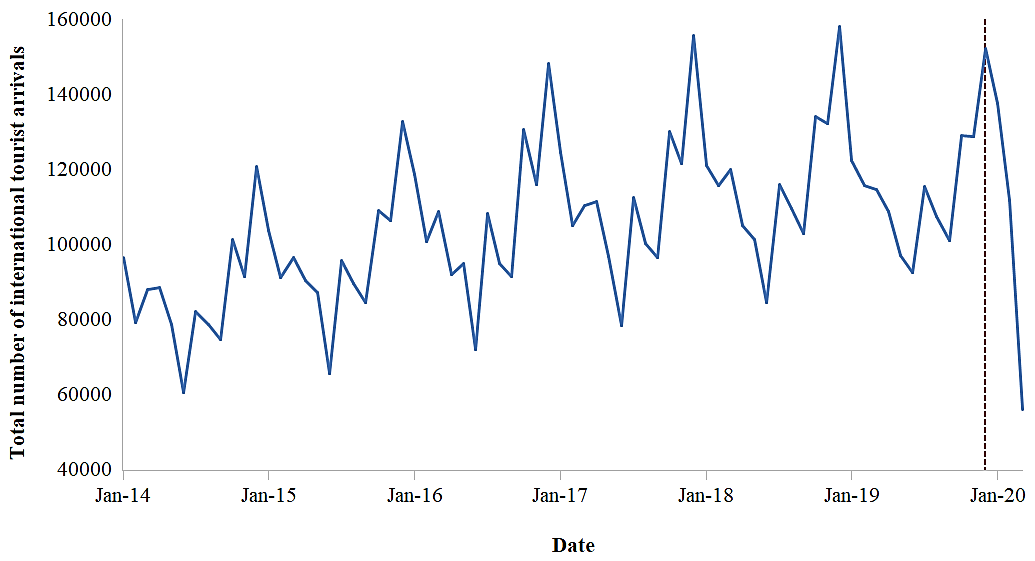 Total number of international tourist arrivals
160000
140000
120000
100000
80000
60000
40000
Jan-14 Jan-15 Jan-16 Jan-17 Jan-18 Jan-19 Jan-20
Date